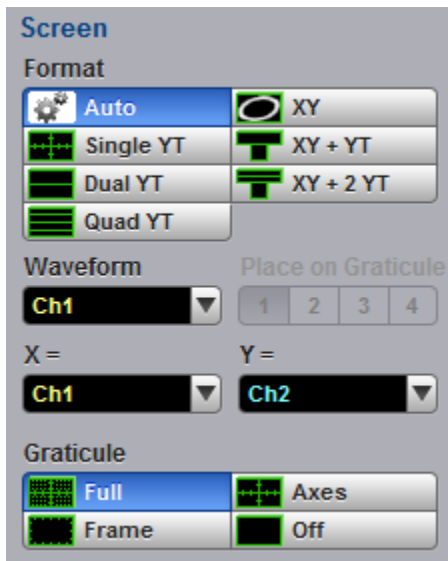 Screen
Format
Auto XY
Single YT XY + YT
Dual YT XY + 2 YT
Quad YT
Waveform Place on Graticule
Ch1 1 2 3 4
X = Y =
Ch1 Ch2
Graticule
Full Axes
Frame Off